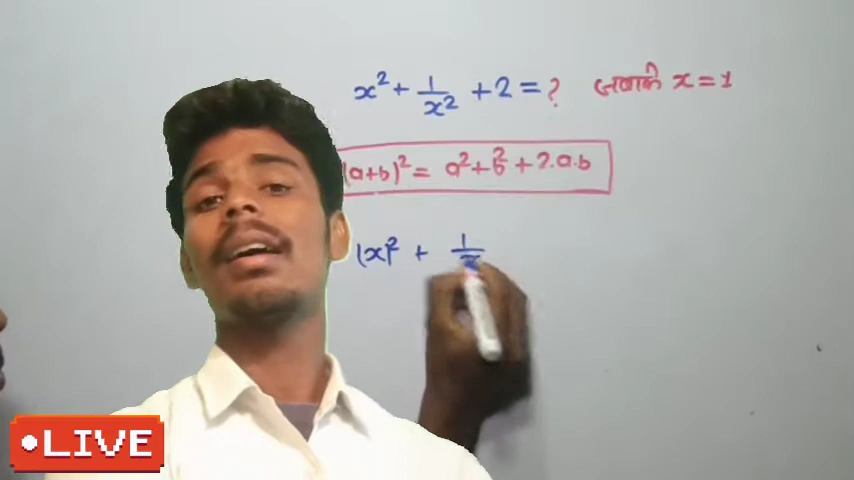 x² + 1/x² + 2 = ? जबकि x = 1
(a+b)² = a² + b² + 2.a.b
(x)² + 1/x
LIVE